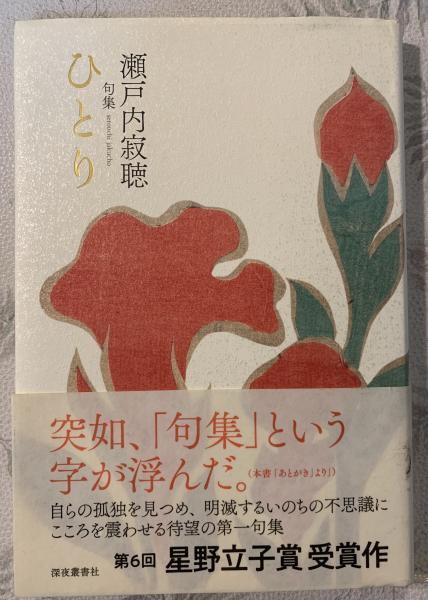 瀬戸内寂聴
句集
setouchi jakucho
ひとり
突如、「句集」という
字が浮んだ。(本書「あとがき」より)
自らの孤独を見つめ、明滅するいのちの不思議に
こころを震わせる待望の第一句集
第6回 星野立子賞 受賞作
深夜叢書社